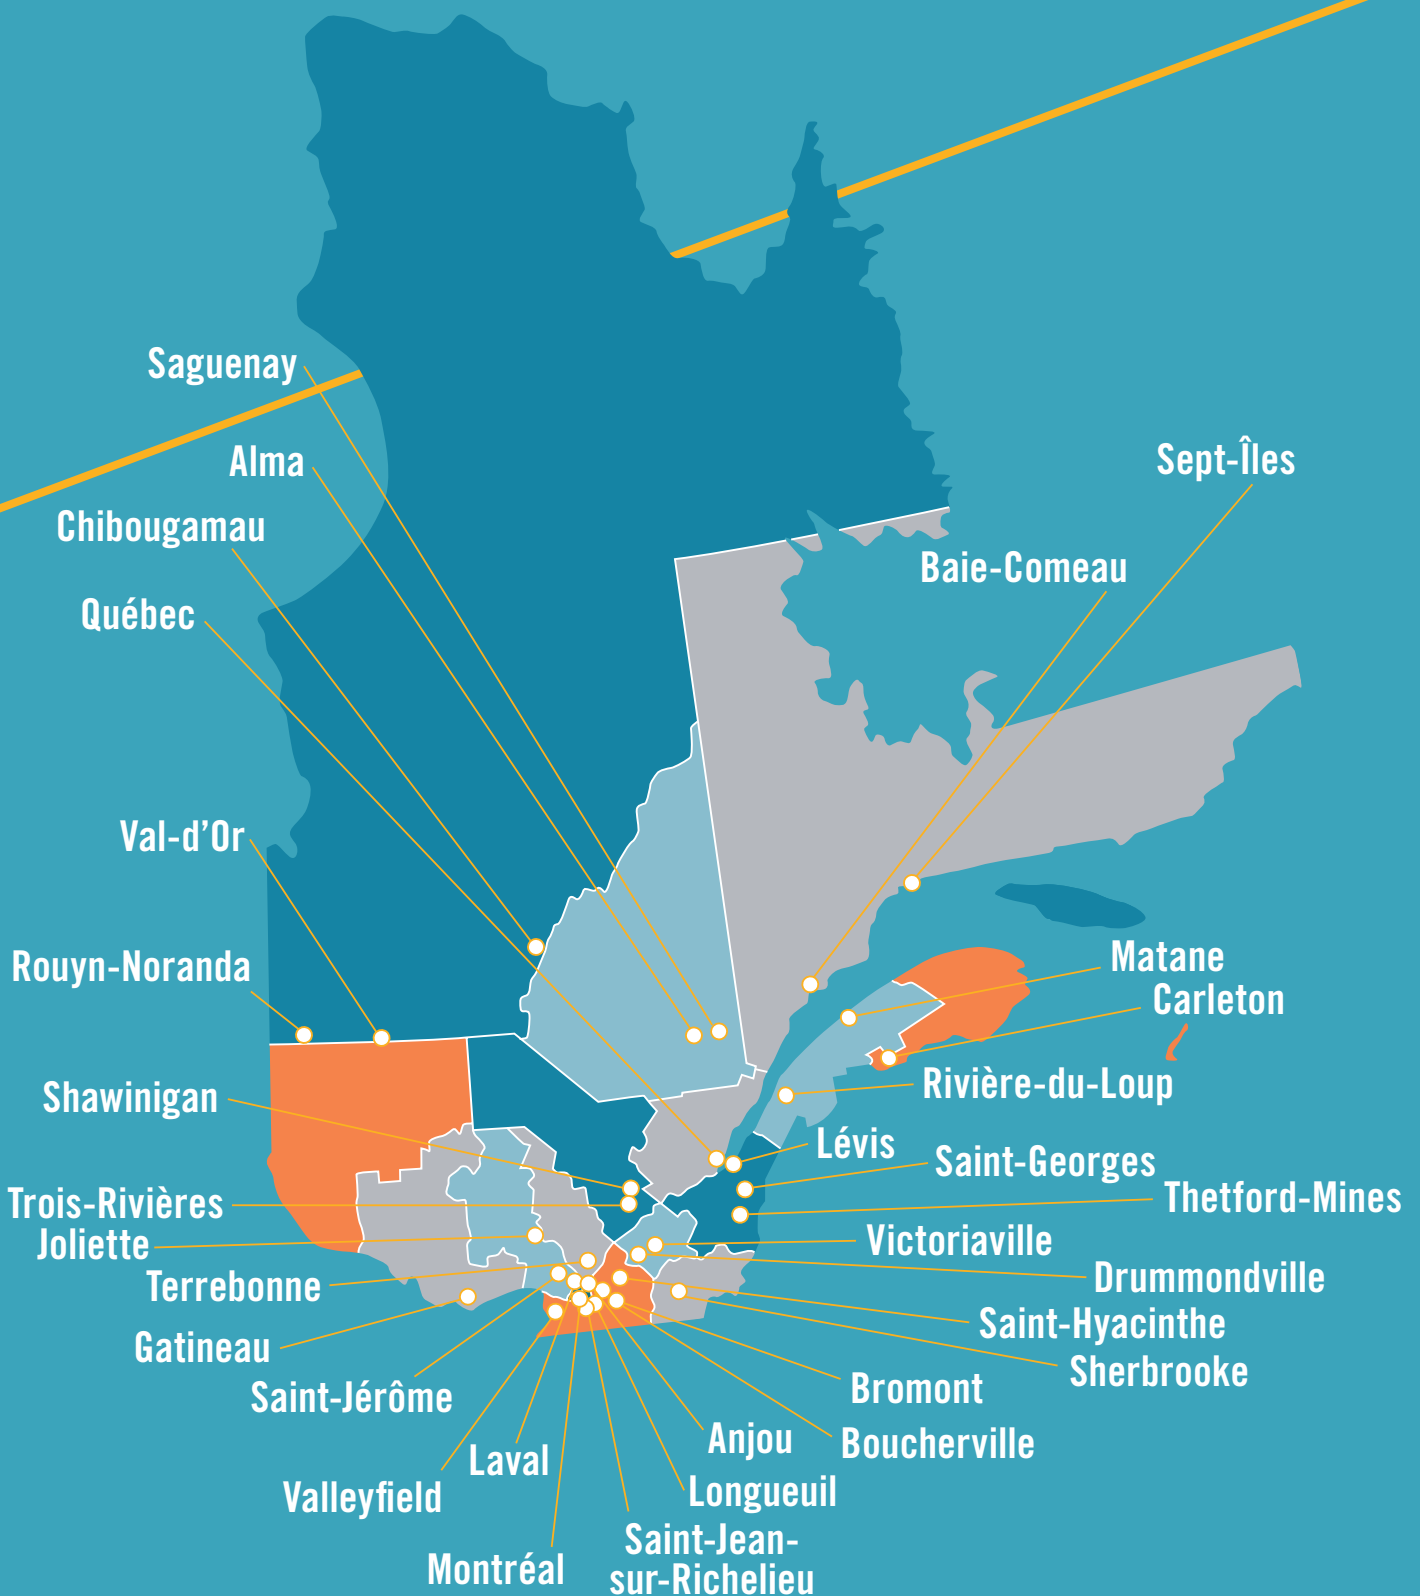 Saguenay
Alma
Sept-Îles
Chibougamau
Baie-Comeau
Québec
Val-d’Or
Rouyn-Noranda
Matane
Carleton
Shawinigan
Rivière-du-Loup
Lévis
Saint-Georges
Trois-Rivières
Thetford-Mines
Joliette
Victoriaville
Terrebonne
Drummondville
Gatineau
Saint-Hyacinthe
Saint-Jérôme
Sherbrooke
Bromont
Laval
Anjou
Boucherville
Valleyfield
Longueuil
Montréal
Saint-Jean-
sur-Richelieu